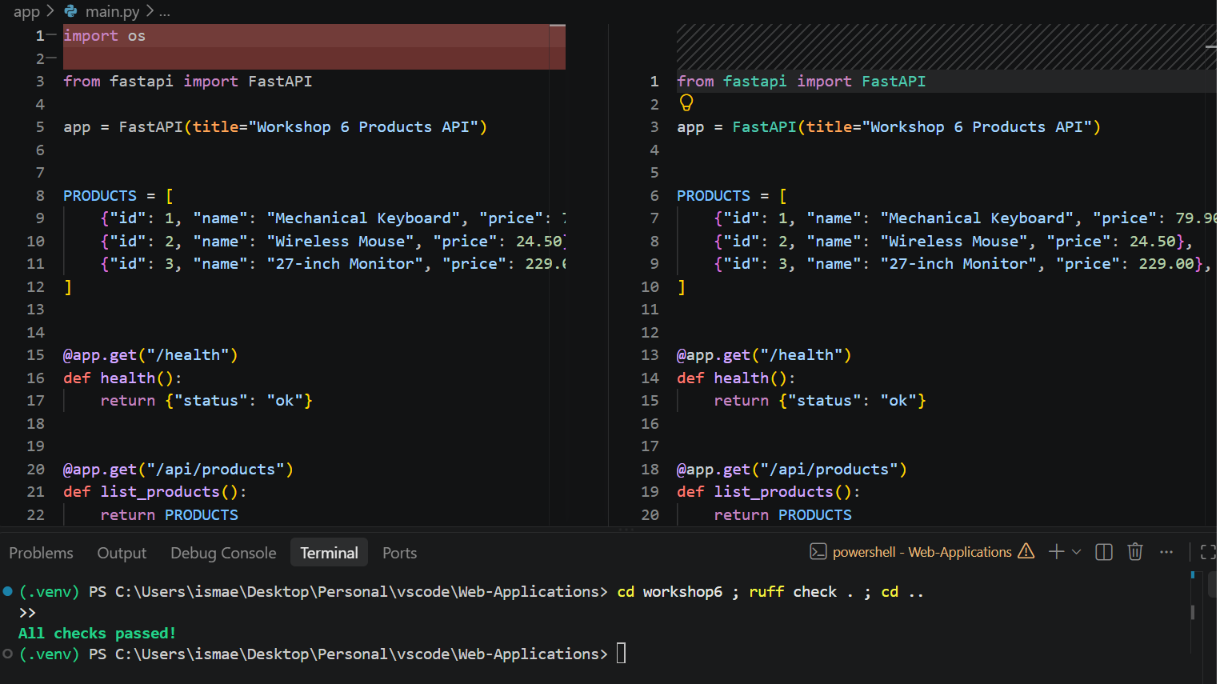 app > main.py > ...
1 import os
2
3 from fastapi import FastAPI
4
5 app = FastAPI(title="Workshop 6 Products API")
6
7
8 PRODUCTS = [
9 {"id": 1, "name": "Mechanical Keyboard", "price":
10 {"id": 2, "name": "Wireless Mouse", "price": 24.50}
11 {"id": 3, "name": "27-inch Monitor", "price": 229.
12 ]
13
14
15 @app.get("/health")
16 def health():
17 return {"status": "ok"}
18
19
20 @app.get("/api/products")
21 def list_products():
22 return PRODUCTS
1 from fastapi import FastAPI
2
3 app = FastAPI(title="Workshop 6 Products API")
4
5
6 PRODUCTS = [
7 {"id": 1, "name": "Mechanical Keyboard", "price": 79.90
8 {"id": 2, "name": "Wireless Mouse", "price": 24.50},
9 {"id": 3, "name": "27-inch Monitor", "price": 229.00},
10 ]
11
12
13 @app.get("/health")
14 def health():
15 return {"status": "ok"}
16
17
18 @app.get("/api/products")
19 def list_products():
20 return PRODUCTS
Problems Output Debug Console Terminal Ports powershell - Web-Applications
(.venv) PS C:\Users\ismae\Desktop\Personal\vscode\Web-Applications> cd workshop6 ; ruff check . ; cd ..
>>
All checks passed!
(.venv) PS C:\Users\ismae\Desktop\Personal\vscode\Web-Applications>